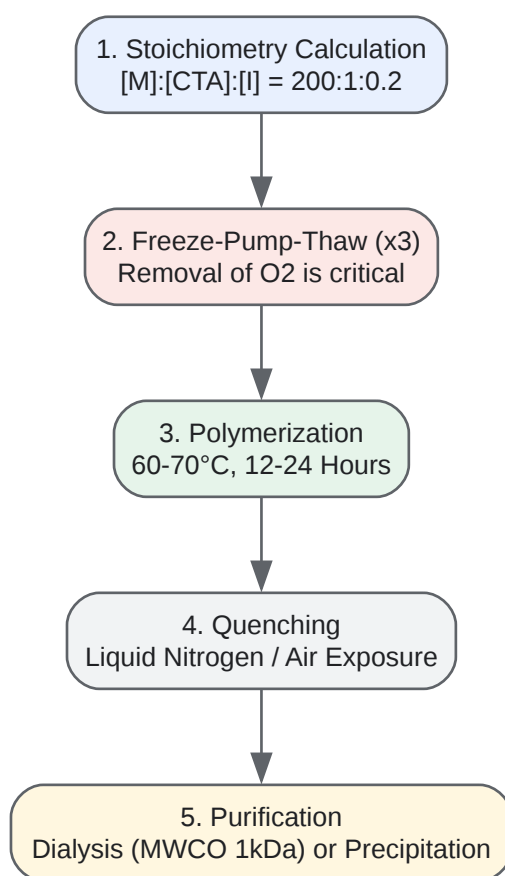 1. Stoichiometry Calculation
[M]:[CTA]:[I] = 200:1:0.2
2. Freeze-Pump-Thaw (x3)
Removal of O2 is critical
3. Polymerization
60-70°C, 12-24 Hours
4. Quenching
Liquid Nitrogen / Air Exposure
5. Purification
Dialysis (MWCO 1kDa) or Precipitation